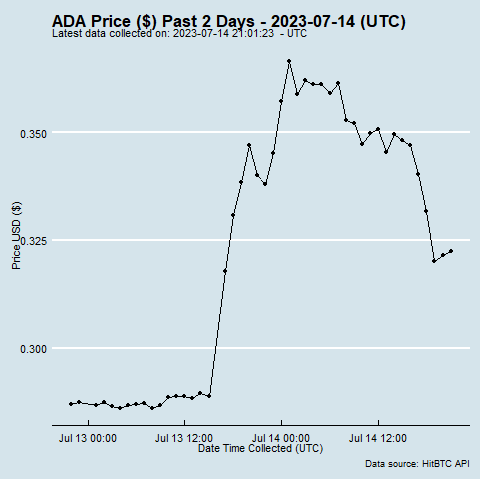 ADA Price ($) Past 2 Days - 2023-07-14 (UTC)
Latest data collected on: 2023-07-14 21:01:23  - UTC
Price USD ($)
0.350
0.325
0.300
Jul 13 00:00
Jul 13 12:00
Jul 14 00:00
Jul 14 12:00
Date Time Collected (UTC)
Data source: HitBTC API